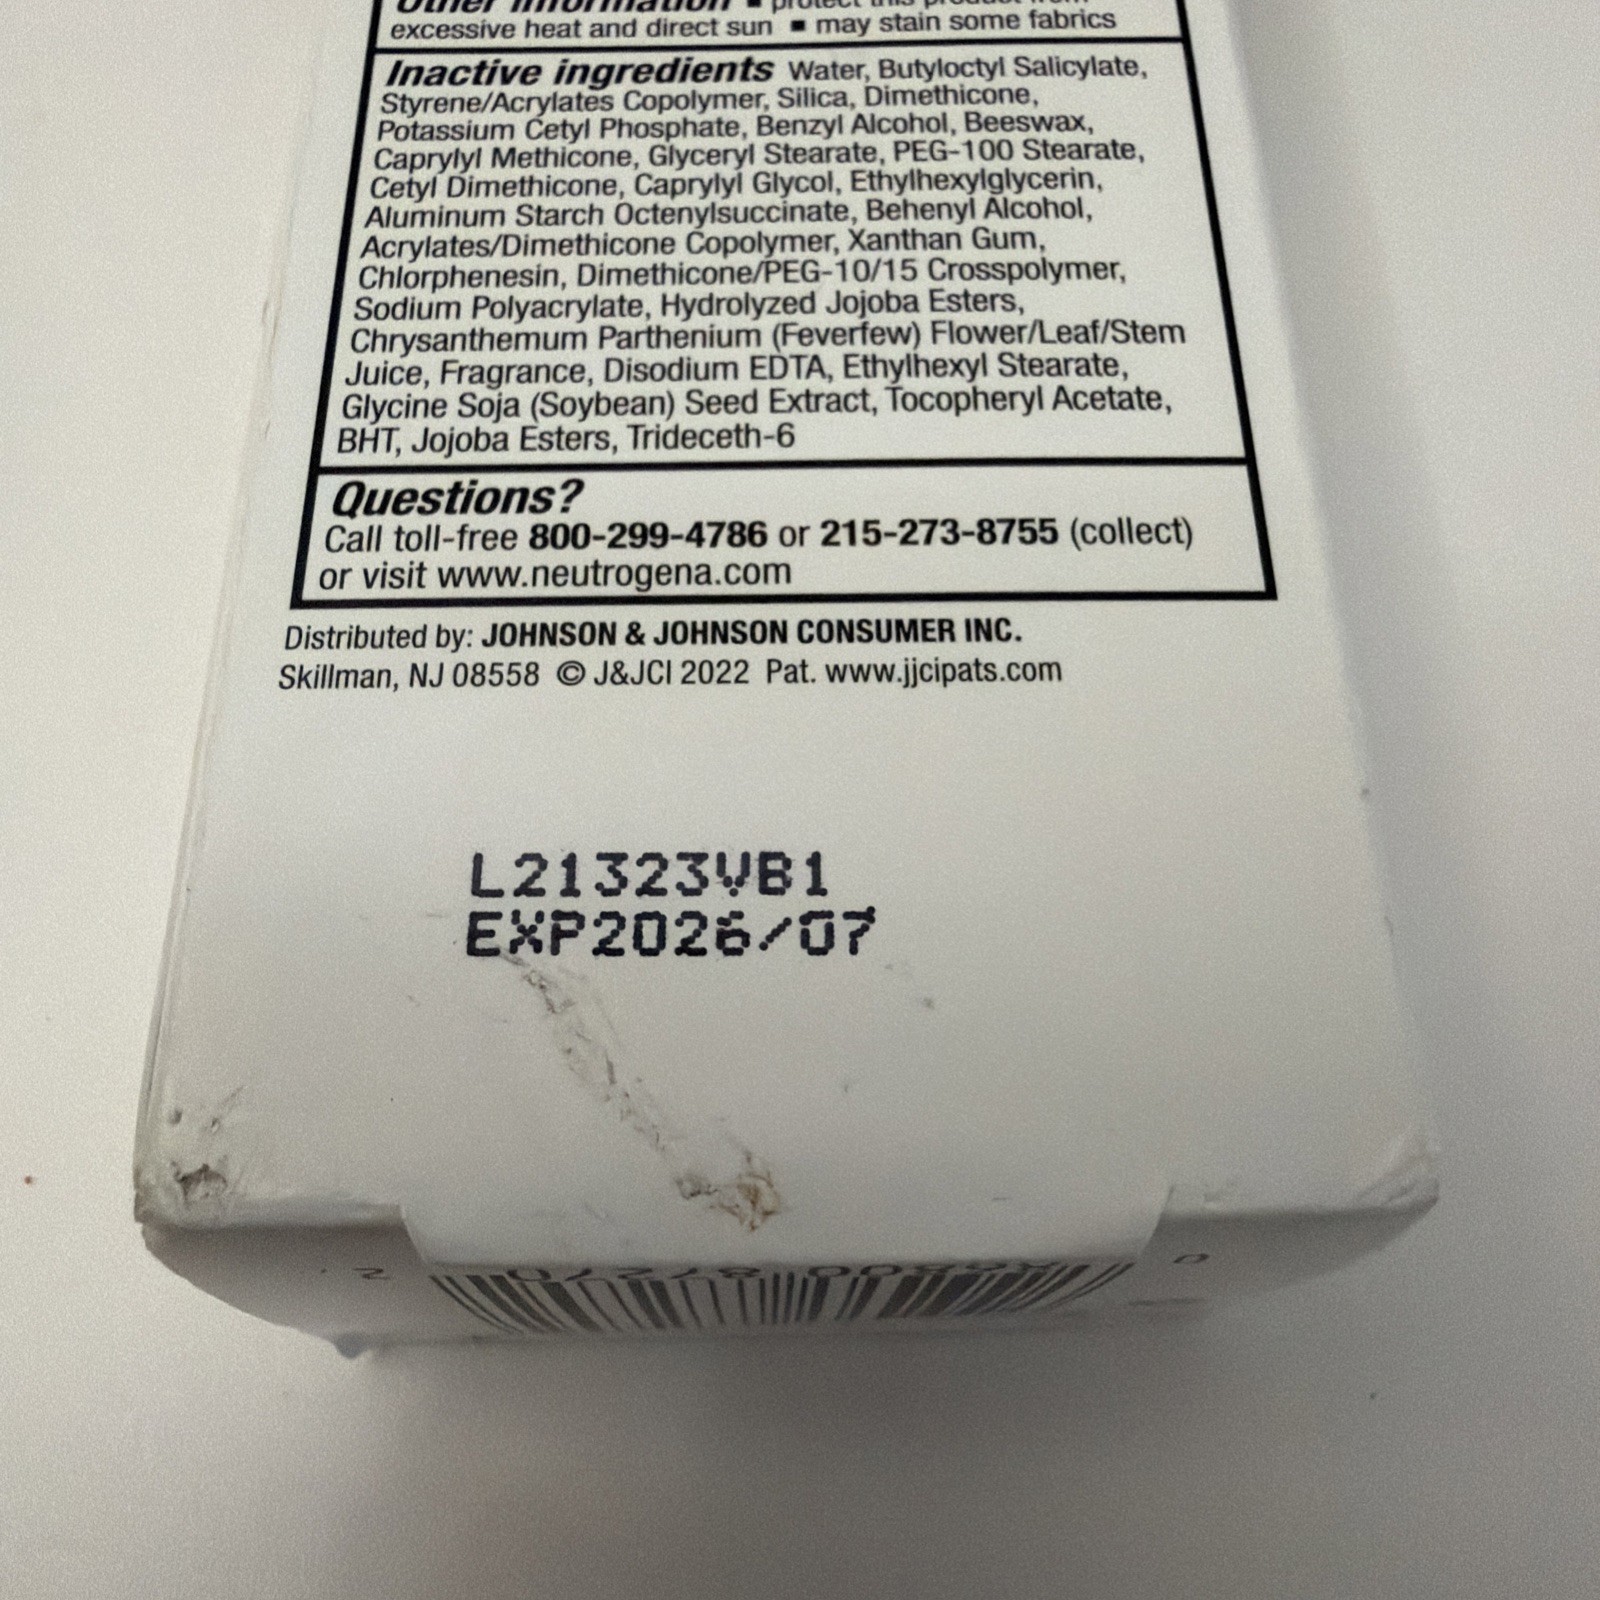 Other information ■ protect this product from
excessive heat and direct sun ■ may stain some fabrics
Inactive ingredients Water, Butyloctyl Salicylate,
Styrene/Acrylates Copolymer, Silica, Dimethicone,
Potassium Cetyl Phosphate, Benzyl Alcohol, Beeswax,
Caprylyl Methicone, Glyceryl Stearate, PEG-100 Stearate,
Cetyl Dimethicone, Caprylyl Glycol, Ethylhexylglycerin,
Aluminum Starch Octenylsuccinate, Behenyl Alcohol,
Acrylates/Dimethicone Copolymer, Xanthan Gum,
Chlorphenesin, Dimethicone/PEG-10/15 Crosspolymer,
Sodium Polyacrylate, Hydrolyzed Jojoba Esters,
Chrysanthemum Parthenium (Feverfew) Flower/Leaf/Stem
Juice, Fragrance, Disodium EDTA, Ethylhexyl Stearate,
Glycine Soja (Soybean) Seed Extract, Tocopheryl Acetate,
BHT, Jojoba Esters, Trideceth-6
Questions?
Call toll-free 800-299-4786 or 215-273-8755 (collect)
or visit www.neutrogena.com
Distributed by: JOHNSON & JOHNSON CONSUMER INC.
Skillman, NJ 08558 © J&JCI 2022 Pat. www.jjcipats.com
L21323VB1
EXP2026/07